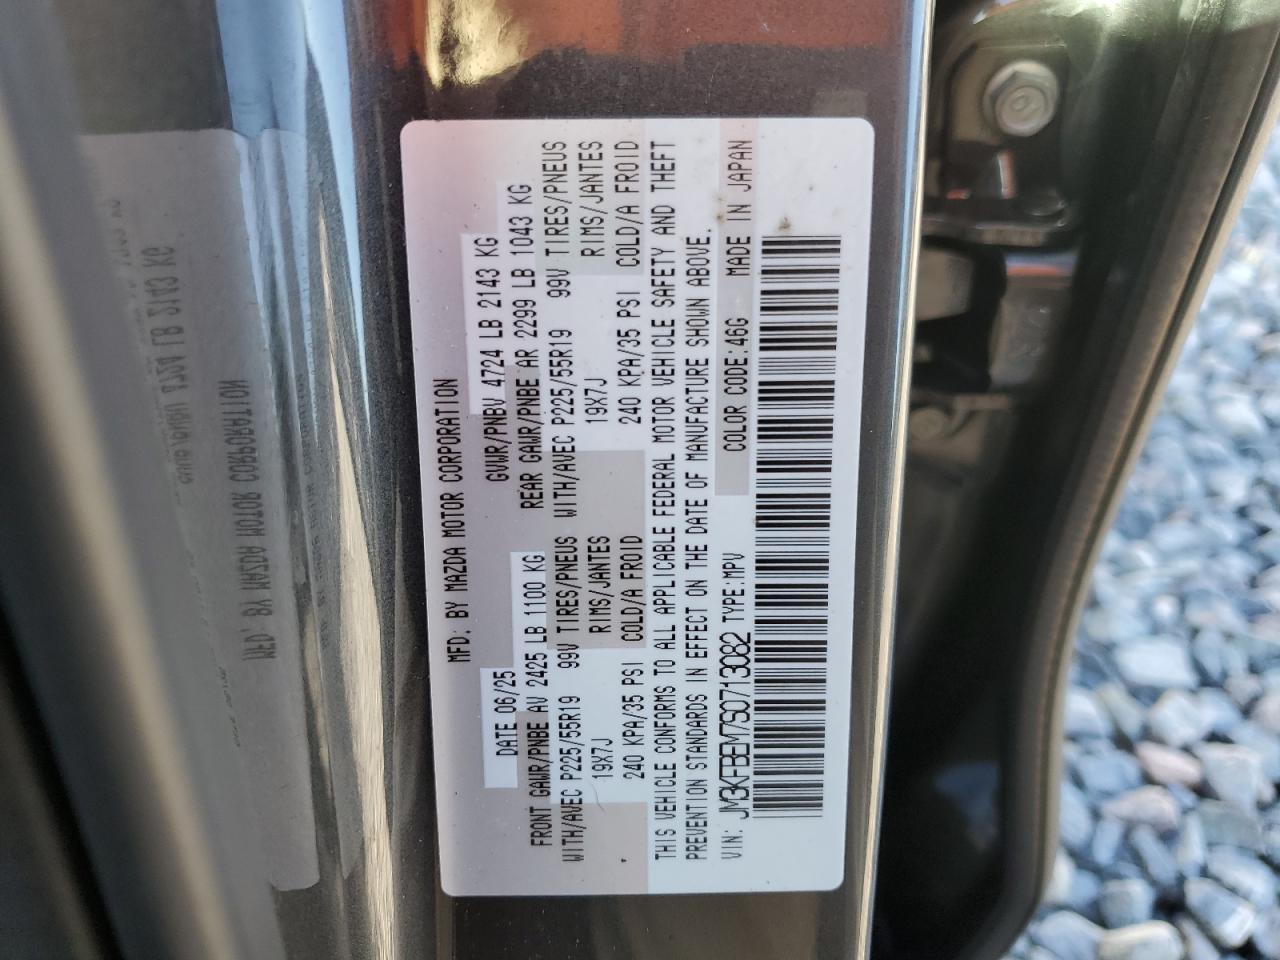 MFD. BY MAZDA MOTOR CORPORATION
DATE 06/25 GVWR/PNBV 4724 LB 2143 KG
FRONT GAWR/PNBE AV 2425 LB 1100 KG REAR GAWR/PNBE AR 2299 LB 1043 KG
WITH/AVEC P225/55R19 99V TIRES/PNEUS WITH/AVEC P225/55R19 99V TIRES/PNEUS
19X7J RIMS/JANTES 19X7J RIMS/JANTES
240 KPA/35 PSI COLD/A FROID 240 KPA/35 PSI COLD/A FROID
THIS VEHICLE CONFORMS TO ALL APPLICABLE FEDERAL MOTOR VEHICLE SAFETY AND THEFT
PREVENTION STANDARDS IN EFFECT ON THE DATE OF MANUFACTURE SHOWN ABOVE.
VIN: JM3KFBEM7S0713082 TYPE:MPV COLOR CODE:46G MADE IN JAPAN